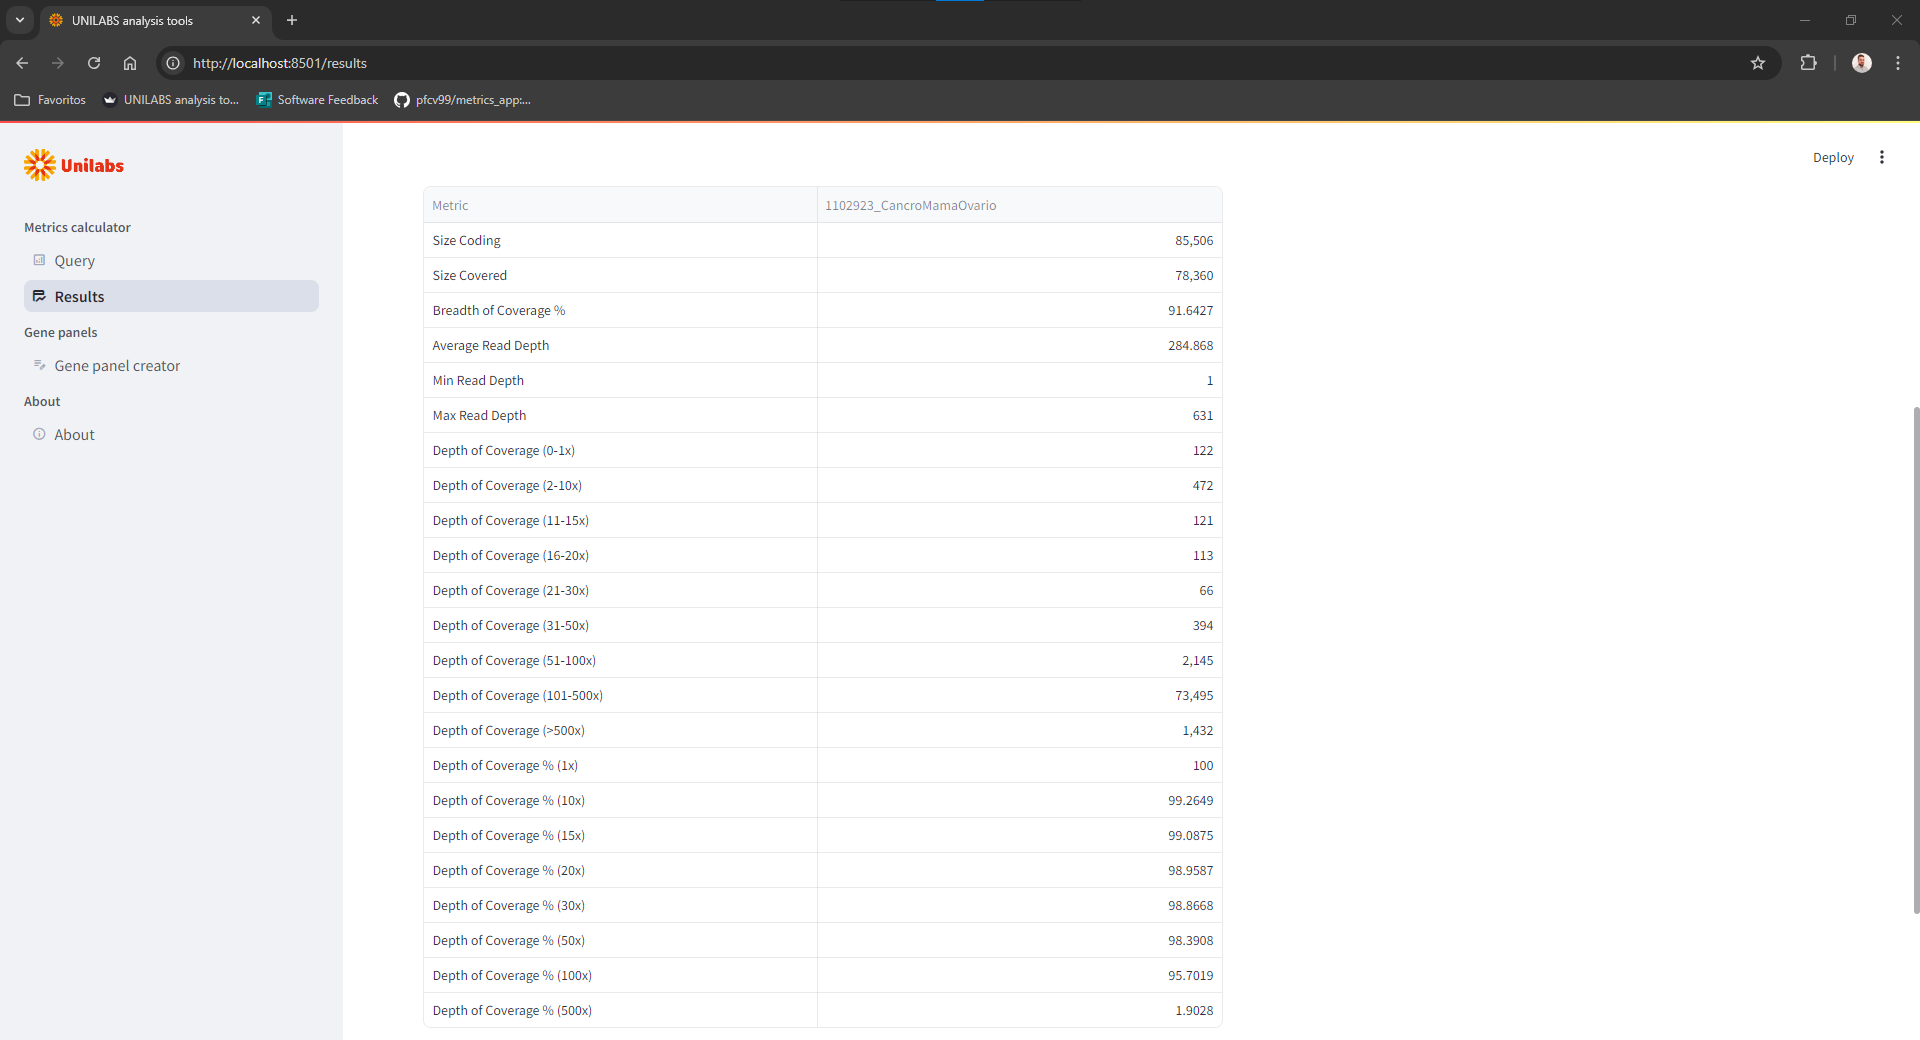 UNILABS analysis tools
http://localhost:8501/results
Favoritos UNILABS analysis to... Software Feedback pfcv99/metrics_app:...
Unilabs
Deploy
Metrics calculator
Query
Results
Gene panels
Gene panel creator
About
About
Metric 1102923_CancroMamaOvario
Size Coding 85,506
Size Covered 78,360
Breadth of Coverage % 91.6427
Average Read Depth 284.868
Min Read Depth 1
Max Read Depth 631
Depth of Coverage (0-1x) 122
Depth of Coverage (2-10x) 472
Depth of Coverage (11-15x) 121
Depth of Coverage (16-20x) 113
Depth of Coverage (21-30x) 66
Depth of Coverage (31-50x) 394
Depth of Coverage (51-100x) 2,145
Depth of Coverage (101-500x) 73,495
Depth of Coverage (>500x) 1,432
Depth of Coverage % (1x) 100
Depth of Coverage % (10x) 99.2649
Depth of Coverage % (15x) 99.0875
Depth of Coverage % (20x) 98.9587
Depth of Coverage % (30x) 98.8668
Depth of Coverage % (50x) 98.3908
Depth of Coverage % (100x) 95.7019
Depth of Coverage % (500x) 1.9028